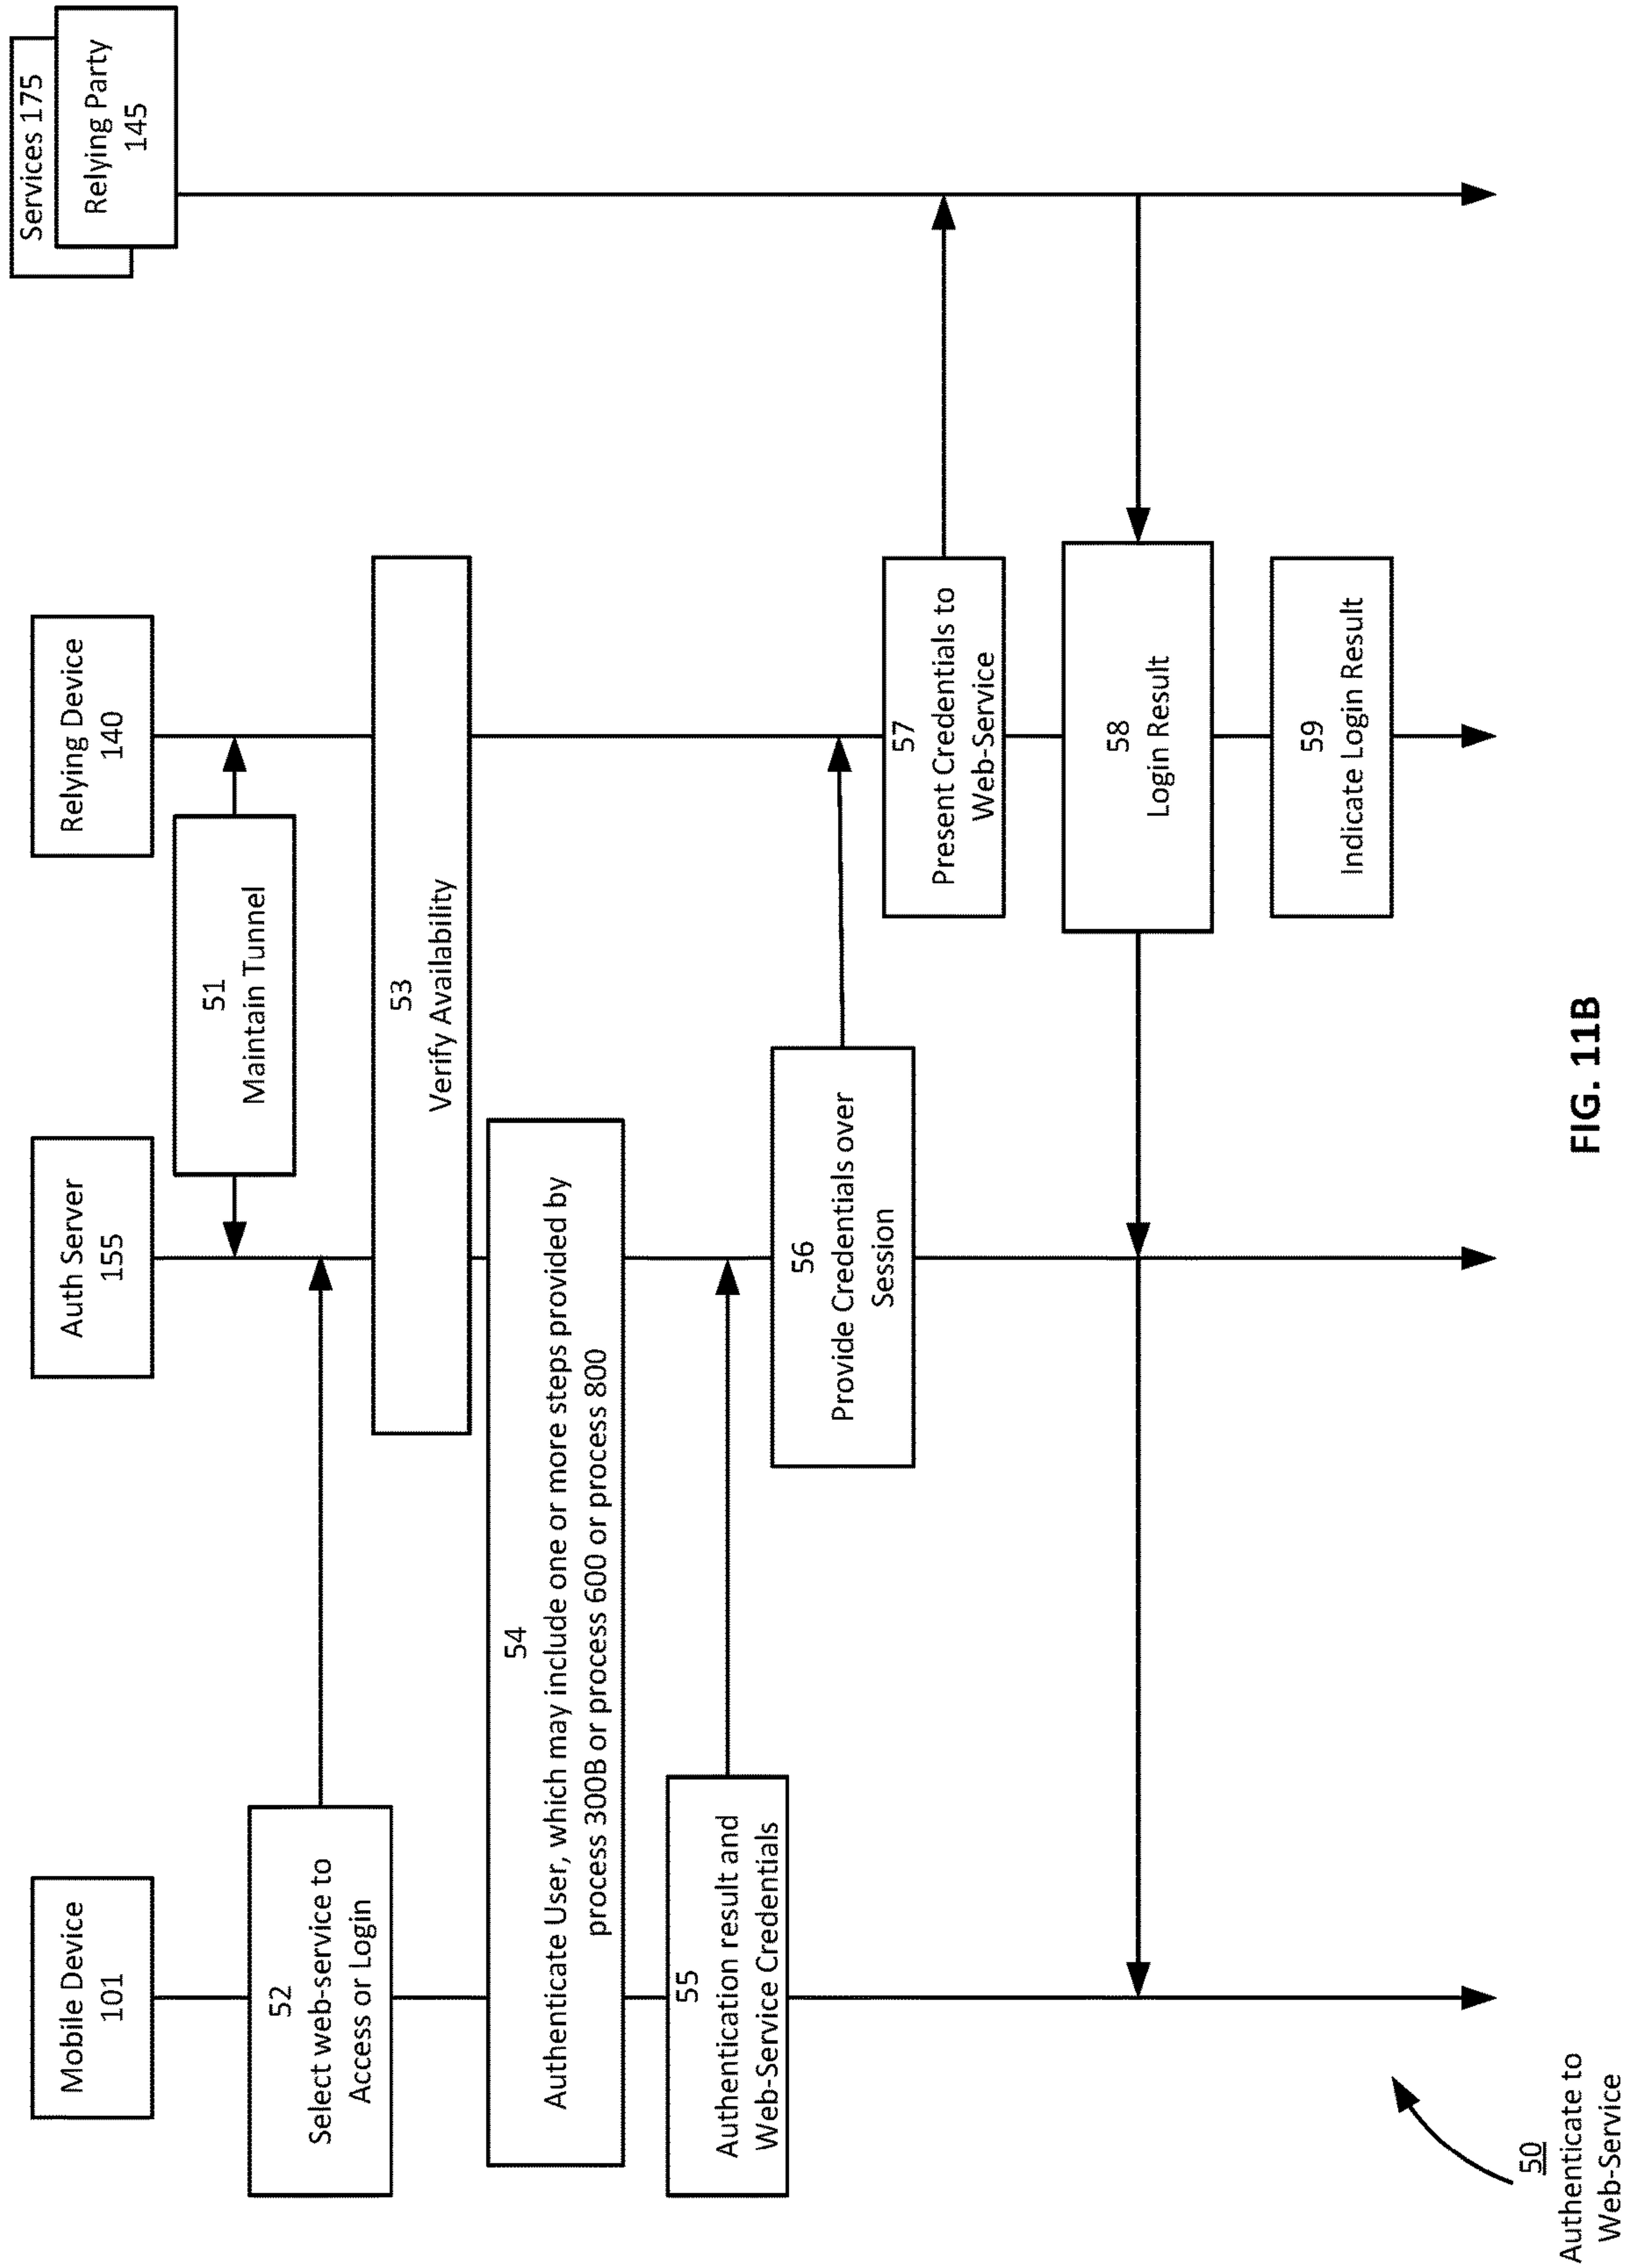 Mobile Device
101
Auth Server
155
Relying Device
140
Services 175
Relying Party
145
51
Maintain Tunnel
52
Select web-service to
Access or Login
53
Verify Availability
54
Authenticate User, which may include one or more steps provided by
process 300B or process 600 or process 800
55
Authentication result and
Web-Service Credentials
56
Provide Credentials over
Session
57
Present Credentials to
Web-Service
58
Login Result
59
Indicate Login Result
50
Authenticate to
Web-Service
FIG. 11B